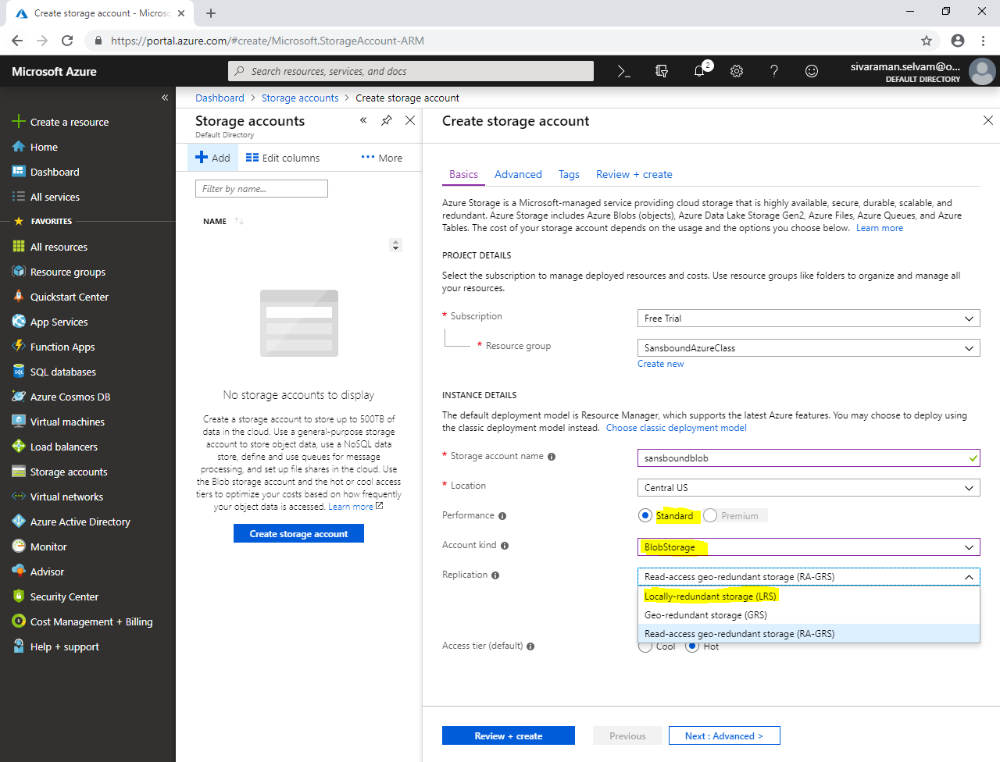 Create storage account - Microso
https://portal.azure.com/#create/Microsoft.StorageAccount-ARM
Microsoft Azure
Search resources, services, and docs
2
sivaraman.selvam@o...
DEFAULT DIRECTORY
Create a resource
Home
Dashboard
All services
FAVORITES
All resources
Resource groups
Quickstart Center
App Services
Function Apps
SQL databases
Azure Cosmos DB
Virtual machines
Load balancers
Storage accounts
Virtual networks
Azure Active Directory
Monitor
Advisor
Security Center
Cost Management + Billing
Help + support
Dashboard > Storage accounts > Create storage account
Storage accounts
Default Directory
Add
Edit columns
More
Filter by name...
NAME
No storage accounts to display
Create a storage account to store up to 500TB of
data in the cloud. Use a general-purpose storage
account to store object data, use a NoSQL data
store, define and use queues for message
processing, and set up file shares in the cloud. Use
the Blob storage account and the hot or cool access
tiers to optimize your costs based on how frequently
your object data is accessed. Learn more
Create storage account
Create storage account
Basics
Advanced
Tags
Review + create
Azure Storage is a Microsoft-managed service providing cloud storage that is highly available, secure, durable, scalable, and
redundant. Azure Storage includes Azure Blobs (objects), Azure Data Lake Storage Gen2, Azure Files, Azure Queues, and Azure
Tables. The cost of your storage account depends on the usage and the options you choose below. Learn more
PROJECT DETAILS
Select the subscription to manage deployed resources and costs. Use resource groups like folders to organize and manage all
your resources.
* Subscription
Free Trial
* Resource group
SansboundAzureClass
Create new
INSTANCE DETAILS
The default deployment model is Resource Manager, which supports the latest Azure features. You may choose to deploy using
the classic deployment model instead. Choose classic deployment model
* Storage account name
sansboundblob
* Location
Central US
Performance
Standard
Premium
Account kind
BlobStorage
Replication
Read-access geo-redundant storage (RA-GRS)
Locally-redundant storage (LRS)
Geo-redundant storage (GRS)
Read-access geo-redundant storage (RA-GRS)
Access tier (default)
Cool
Hot
Review + create
Previous
Next : Advanced >